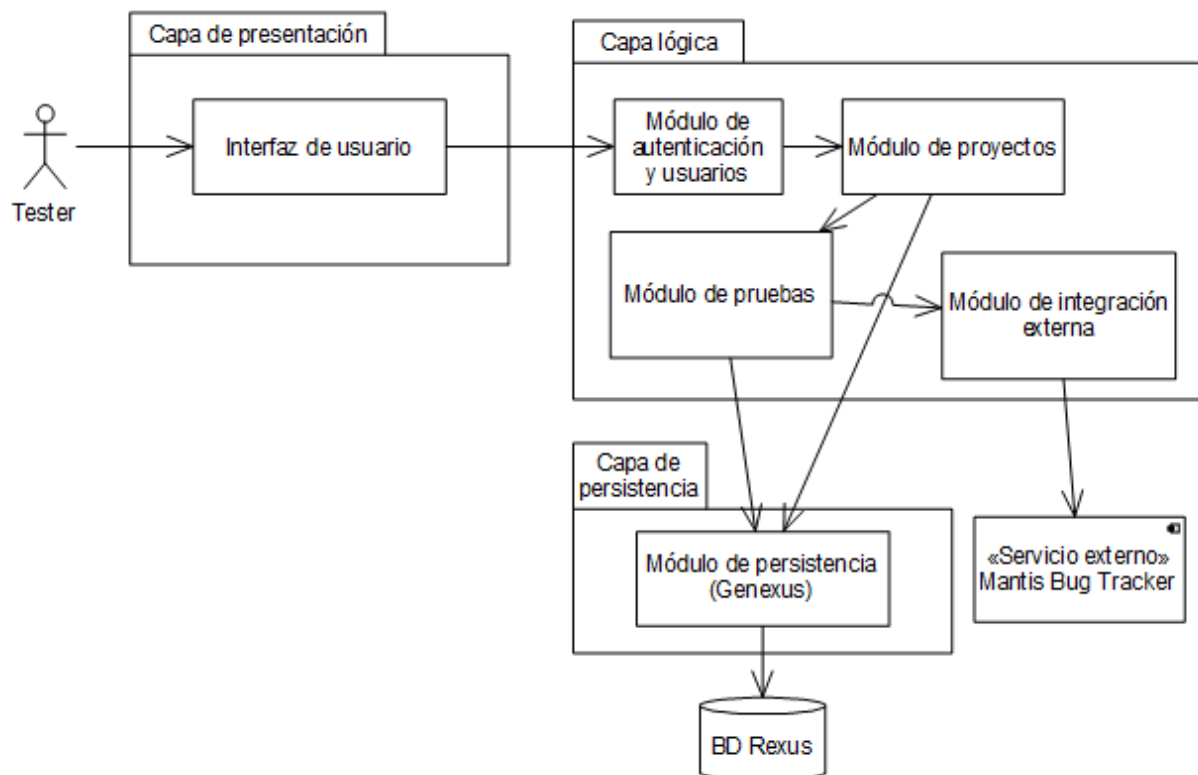 Capa de presentación
Interfaz de usuario
Tester
Capa lógica
Módulo de
autenticación
y usuarios
Módulo de proyectos
Módulo de pruebas
Módulo de integración
externa
Capa de
persistencia
Módulo de persistencia
(Genexus)
«Servicio externo»
Mantis Bug Tracker
BD Rexus